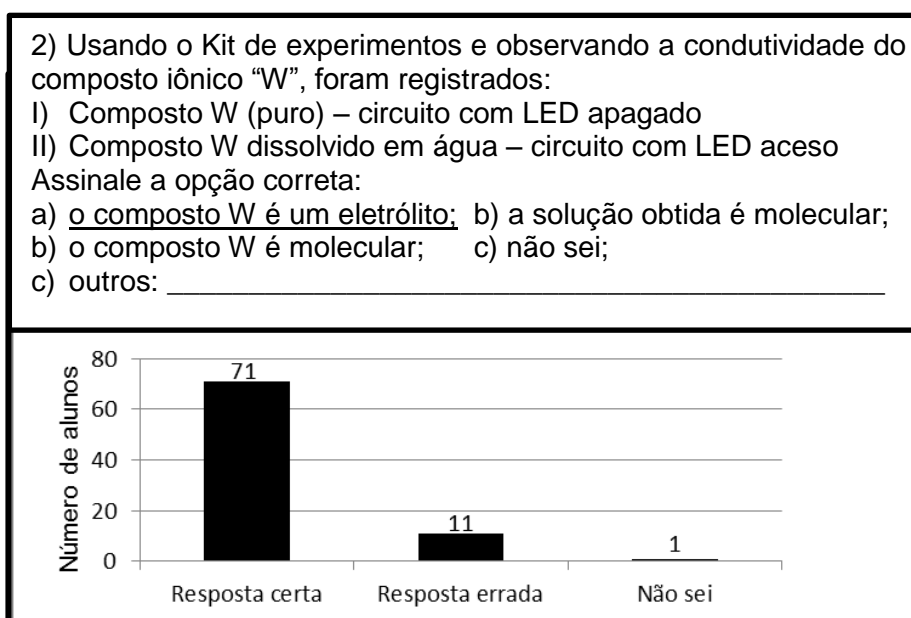 2) Usando o Kit de experimentos e observando a condutividade do
composto iônico “W”, foram registrados:
I) Composto W (puro) – circuito com LED apagado
II) Composto W dissolvido em água – circuito com LED aceso
Assinale a opção correta:
a) o composto W é um eletrólito; b) a solução obtida é molecular;
b) o composto W é molecular; c) não sei;
c) outros: _______________________________________________
Número de alunos
80
60
40
20
0
71
11
1
Resposta certa Resposta errada Não sei